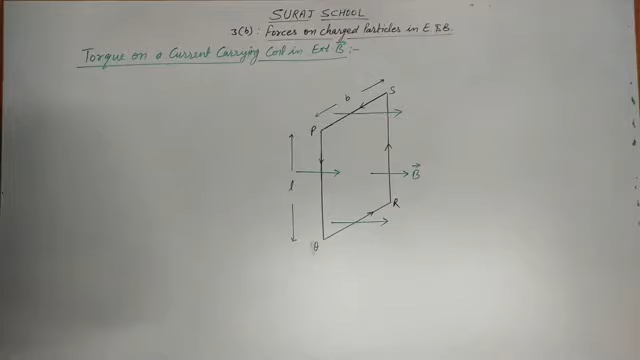 SURAJ SCHOOL
3(b): Forces on charged Particles in E & B.
Torque on a Current Carrying Coil in Ext B⃗:-
S
b
P
l
B⃗
R
Q